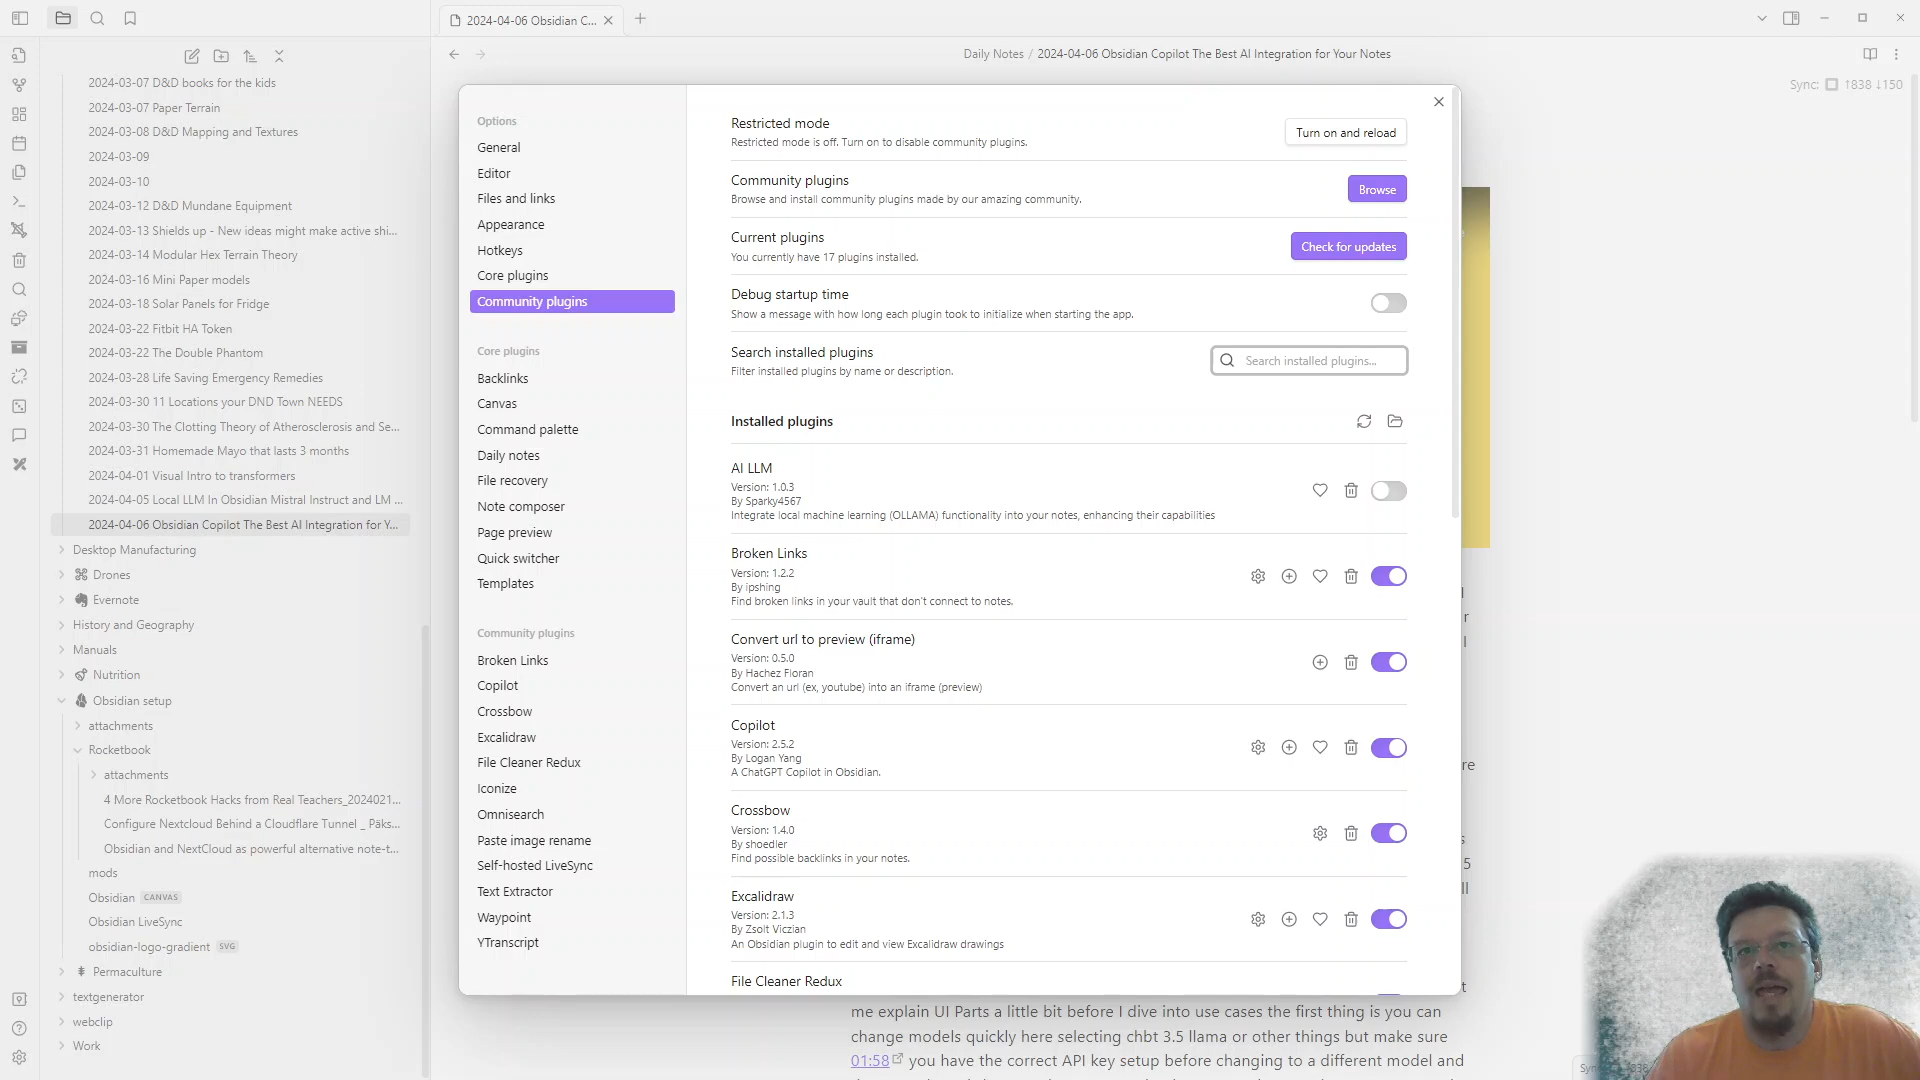 2024-04-06 Obsidian C...
Daily Notes / 2024-04-06 Obsidian Copilot The Best AI Integration for Your Notes
Sync: ↑838 ↓150
2024-03-07 D&D books for the kids
2024-03-07 Paper Terrain
2024-03-08 D&D Mapping and Textures
2024-03-09
2024-03-10
2024-03-12 D&D Mundane Equipment
2024-03-13 Shields up - New ideas might make active shi...
2024-03-14 Modular Hex Terrain Theory
2024-03-16 Mini Paper models
2024-03-18 Solar Panels for Fridge
2024-03-22 Fitbit HA Token
2024-03-22 The Double Phantom
2024-03-28 Life Saving Emergency Remedies
2024-03-30 11 Locations your DND Town NEEDS
2024-03-30 The Clotting Theory of Atherosclerosis and Se...
2024-03-31 Homemade Mayo that lasts 3 months
2024-04-01 Visual Intro to transformers
2024-04-05 Local LLM In Obsidian Mistral Instruct and LM ...
2024-04-06 Obsidian Copilot The Best AI Integration for Y...
Desktop Manufacturing
Drones
Evernote
History and Geography
Manuals
Nutrition
Obsidian setup
attachments
Rocketbook
attachments
4 More Rocketbook Hacks from Real Teachers_2024021...
Configure Nextcloud Behind a Cloudflare Tunnel _ Päks...
Obsidian and NextCloud as powerful alternative note-t...
mods
Obsidian CANVAS
Obsidian LiveSync
obsidian-logo-gradient SVG
Permaculture
textgenerator
webclip
Work
Options
General
Editor
Files and links
Appearance
Hotkeys
Core plugins
Community plugins
Core plugins
Backlinks
Canvas
Command palette
Daily notes
File recovery
Note composer
Page preview
Quick switcher
Templates
Community plugins
Broken Links
Copilot
Crossbow
Excalidraw
File Cleaner Redux
Iconize
Omnisearch
Paste image rename
Self-hosted LiveSync
Text Extractor
Waypoint
YTranscript
Restricted mode
Restricted mode is off. Turn on to disable community plugins.
Turn on and reload
Community plugins
Browse and install community plugins made by our amazing community.
Browse
Current plugins
You currently have 17 plugins installed.
Check for updates
Debug startup time
Show a message with how long each plugin took to initialize when starting the app.
Search installed plugins
Filter installed plugins by name or description.
Search installed plugins...
Installed plugins
AI LLM
Version: 1.0.3
By Sparky4567
Integrate local machine learning (OLLAMA) functionality into your notes, enhancing their capabilities
Broken Links
Version: 1.2.2
By ipshing
Find broken links in your vault that don't connect to notes.
Convert url to preview (iframe)
Version: 0.5.0
By Hachez Floran
Convert an url (ex, youtube) into an iframe (preview)
Copilot
Version: 2.5.2
By Logan Yang
A ChatGPT Copilot in Obsidian.
Crossbow
Version: 1.4.0
By shoedler
Find possible backlinks in your notes.
Excalidraw
Version: 2.1.3
By Zsolt Viczian
An Obsidian plugin to edit and view Excalidraw drawings
File Cleaner Redux
me explain UI Parts a little bit before I dive into use cases the first thing is you can
change models quickly here selecting chbt 3.5 llama or other things but make sure
01:58 you have the correct API key setup before changing to a different model and